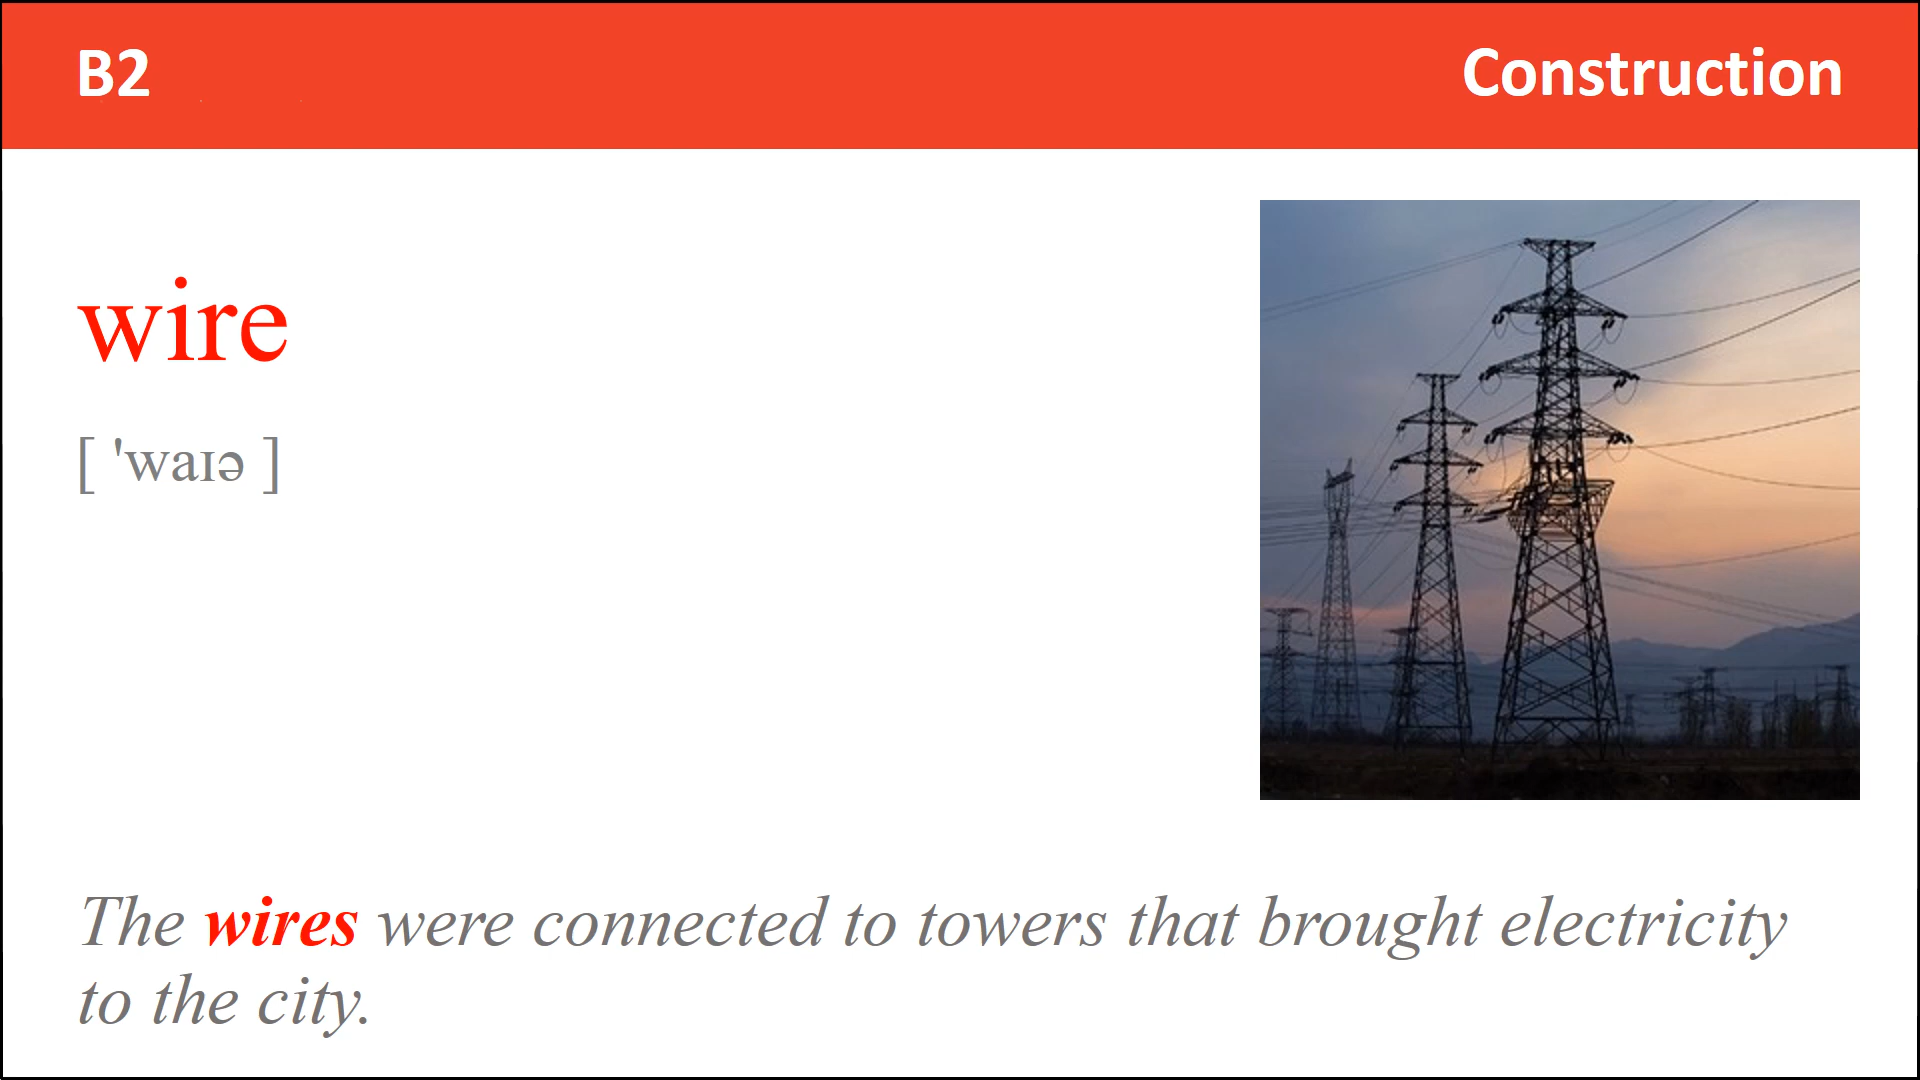 B2
Construction
wire
[ 'waɪə ]
The wires were connected to towers that brought electricity
to the city.